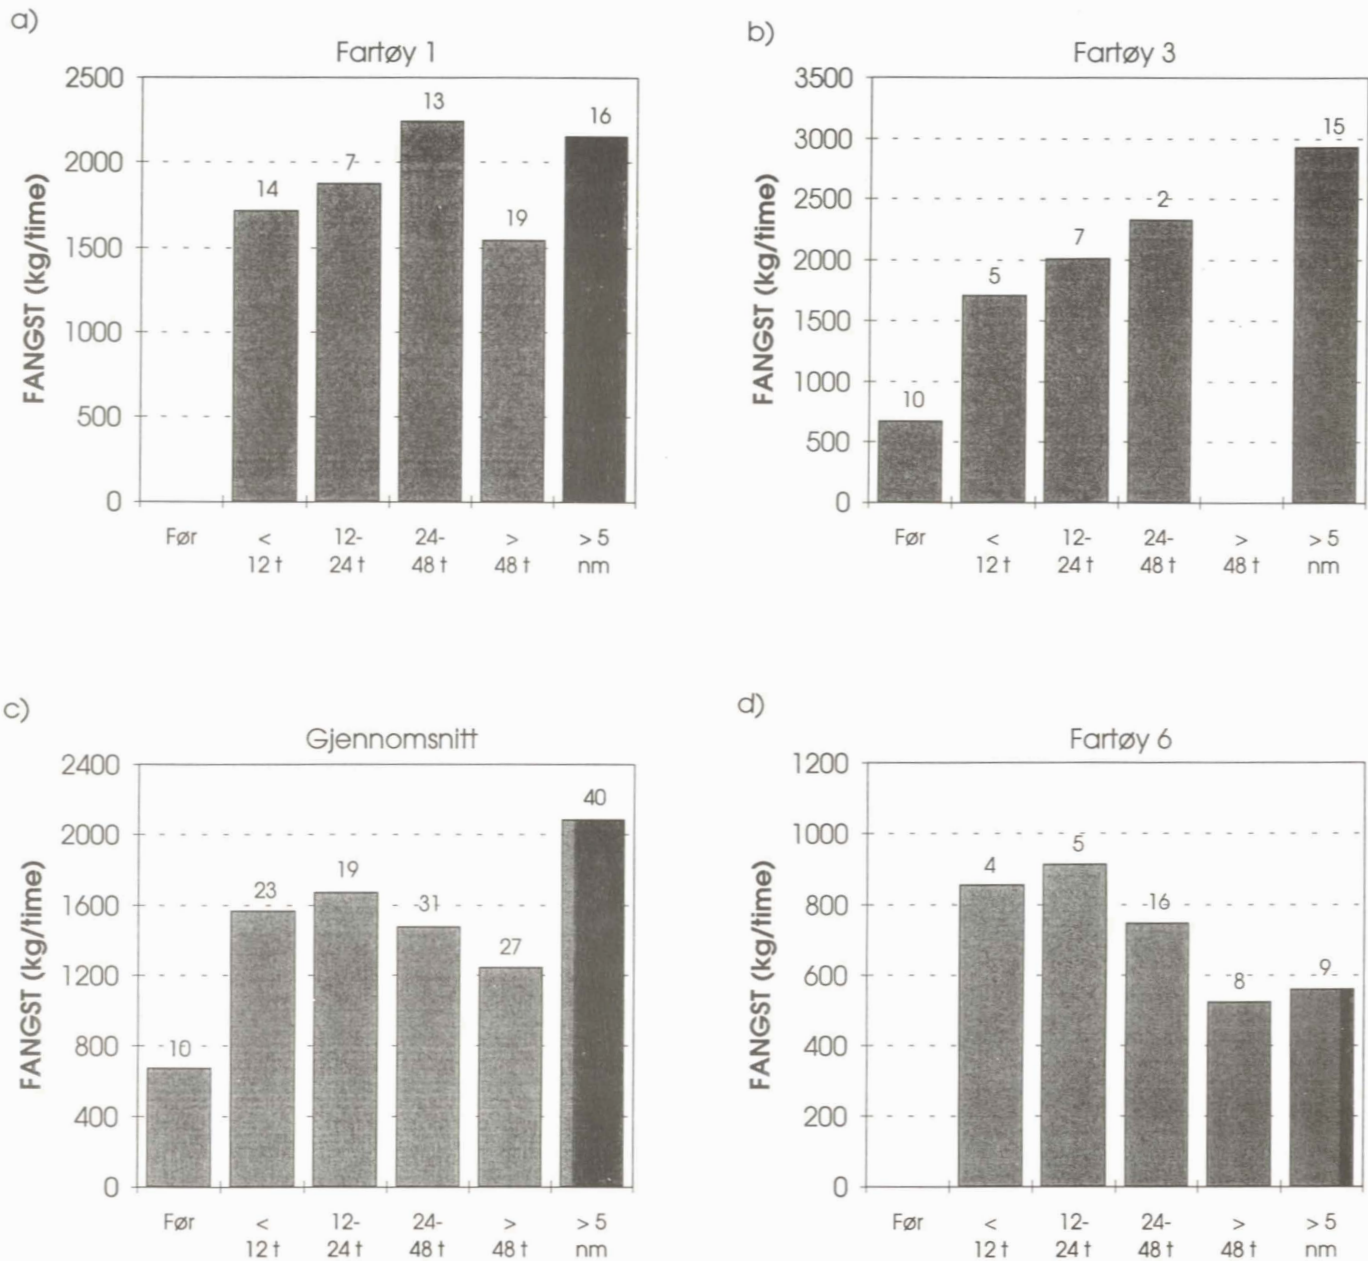 a)
Fartøy 1
FANGST (kg/time)
2500
2000
1500
1000
500
0
14
7
13
19
16
Før < 12- 24- > > 5
12 t 24 t 48 t 48 t nm
b)
Fartøy 3
FANGST (kg/time)
3500
3000
2500
2000
1500
1000
500
0
10
5
7
2
15
Før < 12- 24- > > 5
12 t 24 t 48 t 48 t nm
c)
Gjennomsnitt
FANGST (kg/time)
2400
2000
1600
1200
800
400
0
10
23
19
31
27
40
Før < 12- 24- > > 5
12 t 24 t 48 t 48 t nm
d)
Fartøy 6
FANGST (kg/time)
1200
1000
800
600
400
200
0
4
5
16
8
9
Før < 12- 24- > > 5
12 t 24 t 48 t 48 t nm